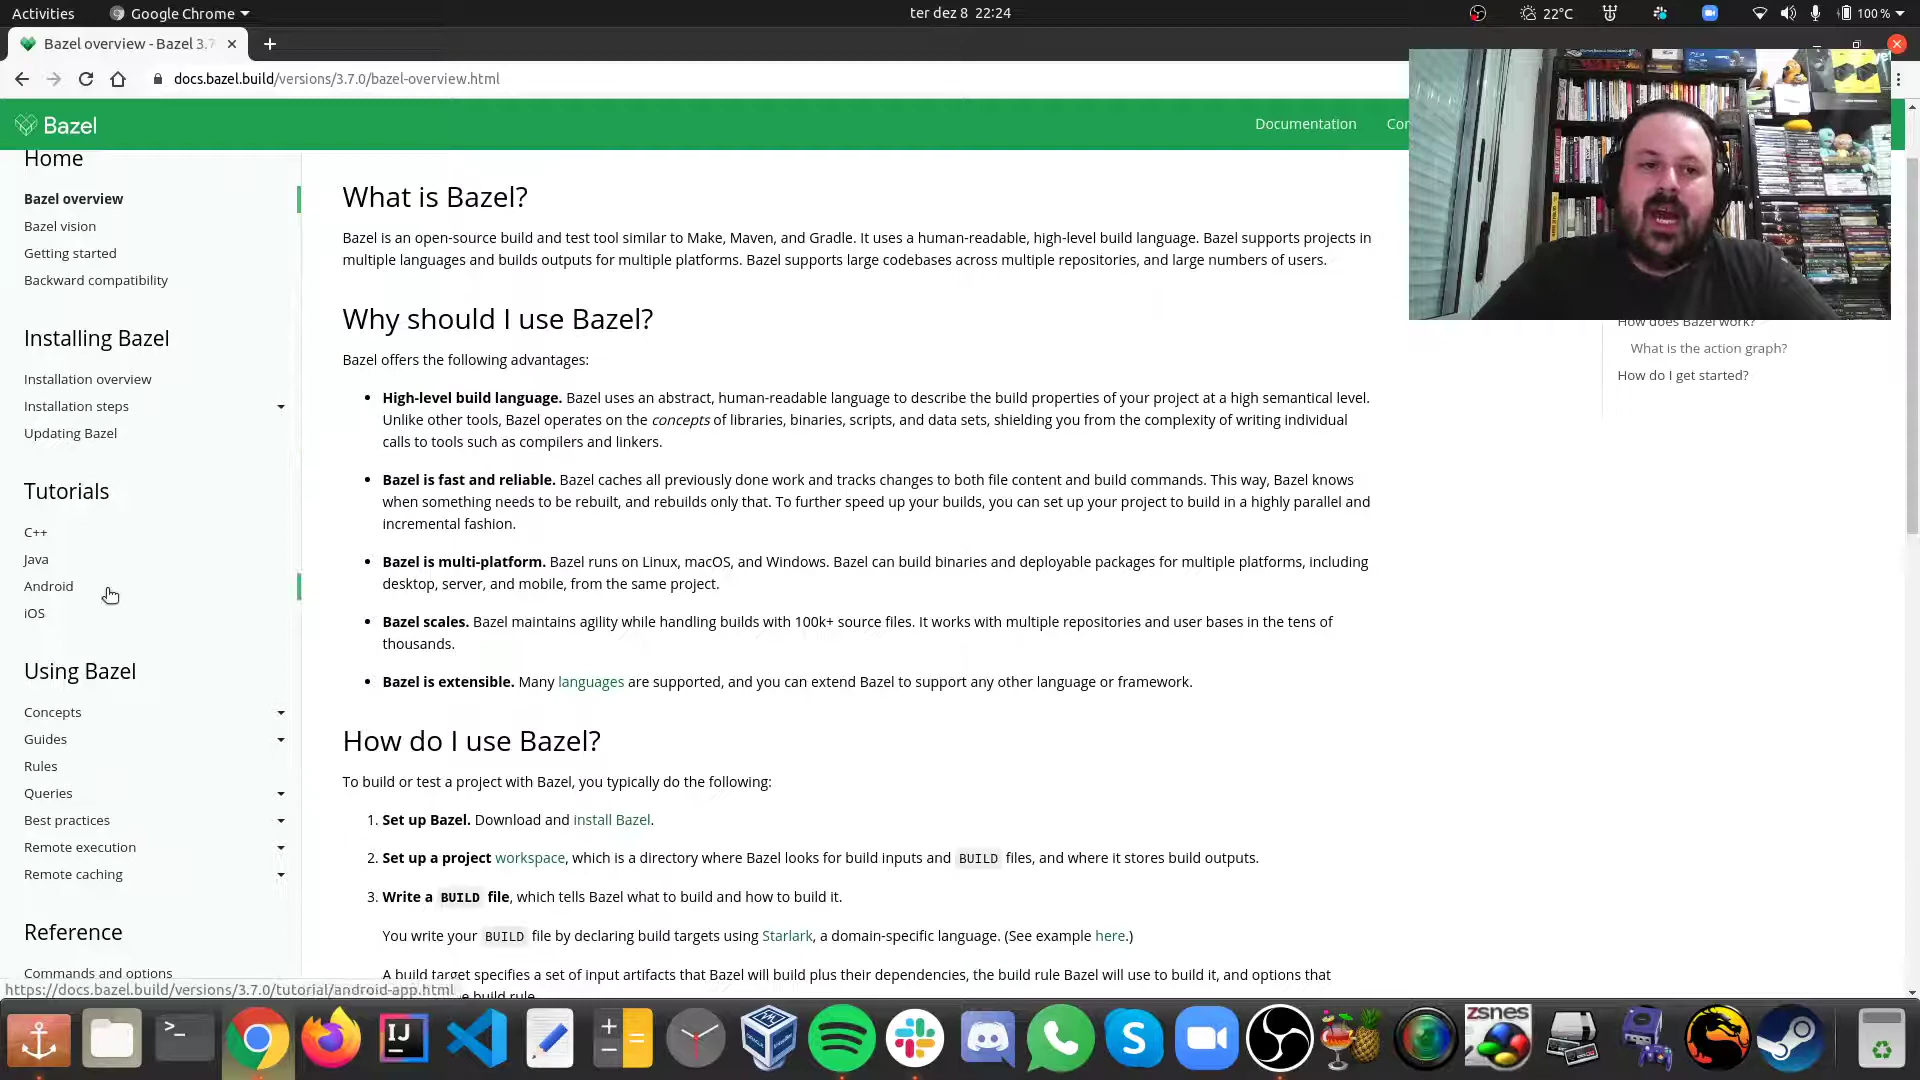 Activities
Google Chrome
ter dez 8 22:24
22°C
100 %
Bazel overview - Bazel 3.7
docs.bazel.build/versions/3.7.0/bazel-overview.html
Bazel
Documentation
Home
Bazel overview
Bazel vision
Getting started
Backward compatibility
Installing Bazel
Installation overview
Installation steps
Updating Bazel
Tutorials
C++
Java
Android
iOS
Using Bazel
Concepts
Guides
Rules
Queries
Best practices
Remote execution
Remote caching
Reference
Commands and options
https://docs.bazel.build/versions/3.7.0/tutorial/android-app.html
What is Bazel?
Bazel is an open-source build and test tool similar to Make, Maven, and Gradle. It uses a human-readable, high-level build language. Bazel supports projects in
multiple languages and builds outputs for multiple platforms. Bazel supports large codebases across multiple repositories, and large numbers of users.
Why should I use Bazel?
Bazel offers the following advantages:
• High-level build language. Bazel uses an abstract, human-readable language to describe the build properties of your project at a high semantical level.
Unlike other tools, Bazel operates on the concepts of libraries, binaries, scripts, and data sets, shielding you from the complexity of writing individual
calls to tools such as compilers and linkers.
• Bazel is fast and reliable. Bazel caches all previously done work and tracks changes to both file content and build commands. This way, Bazel knows
when something needs to be rebuilt, and rebuilds only that. To further speed up your builds, you can set up your project to build in a highly parallel and
incremental fashion.
• Bazel is multi-platform. Bazel runs on Linux, macOS, and Windows. Bazel can build binaries and deployable packages for multiple platforms, including
desktop, server, and mobile, from the same project.
• Bazel scales. Bazel maintains agility while handling builds with 100k+ source files. It works with multiple repositories and user bases in the tens of
thousands.
• Bazel is extensible. Many languages are supported, and you can extend Bazel to support any other language or framework.
How do I use Bazel?
To build or test a project with Bazel, you typically do the following:
1. Set up Bazel. Download and install Bazel.
2. Set up a project workspace, which is a directory where Bazel looks for build inputs and BUILD files, and where it stores build outputs.
3. Write a BUILD file, which tells Bazel what to build and how to build it.
You write your BUILD file by declaring build targets using Starlark, a domain-specific language. (See example here.)
A build target specifies a set of input artifacts that Bazel will build plus their dependencies, the build rule Bazel will use to build it, and options that
build rule.
How does Bazel work?
What is the action graph?
How do I get started?
IJ
S
zsnes